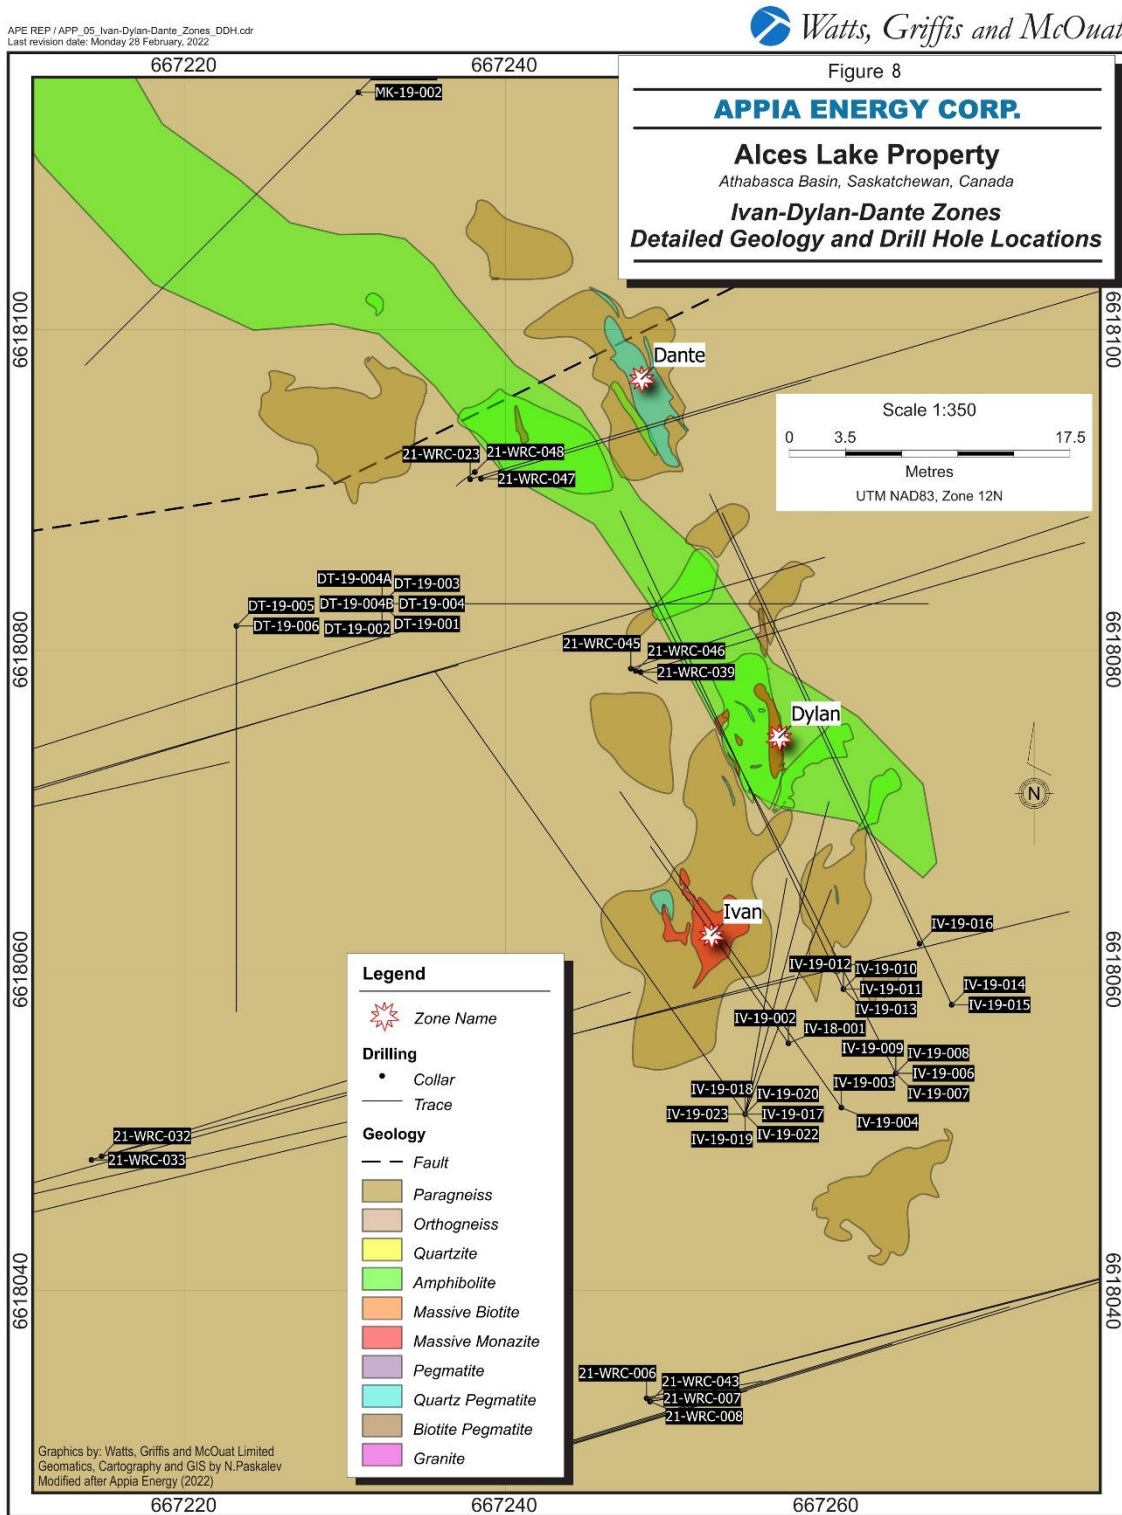 APE REP / APP_05_Ivan-Dylan-Dante_Zones_DDH.cdr
Last revision date: Monday 28 February, 2022
Watts, Griffis and McOuat
667220
667240
Figure 8
APPIA ENERGY CORP.
Alces Lake Property
Athabasca Basin, Saskatchewan, Canada
Ivan-Dylan-Dante Zones
Detailed Geology and Drill Hole Locations
MK-19-002
6618100
6618100
Dante
Scale 1:350
0 3.5 17.5
Metres
UTM NAD83, Zone 12N
21-WRC-023
21-WRC-048
21-WRC-047
DT-19-004A
DT-19-003
DT-19-005
DT-19-004B
DT-19-004
DT-19-006
DT-19-002
DT-19-001
6618080
6618080
21-WRC-045
21-WRC-046
21-WRC-039
Dylan
N
Ivan
IV-19-016
IV-19-012
IV-19-010
IV-19-011
IV-19-013
IV-19-014
IV-19-015
6618060
6618060
IV-19-002
IV-18-001
IV-19-009
IV-19-008
IV-19-006
IV-19-007
IV-19-003
IV-19-004
IV-19-018
IV-19-020
IV-19-023
IV-19-017
IV-19-019
IV-19-022
21-WRC-032
21-WRC-033
Legend
Zone Name
Drilling
Collar
Trace
Geology
Fault
Paragneiss
Orthogneiss
Quartzite
Amphibolite
Massive Biotite
Massive Monazite
Pegmatite
Quartz Pegmatite
Biotite Pegmatite
Granite
6618040
6618040
21-WRC-006
21-WRC-043
21-WRC-007
21-WRC-008
Graphics by: Watts, Griffis and McOuat Limited
Geomatics, Cartography and GIS by N.Paskalev
Modified after Appia Energy (2022)
667220
667240
667260